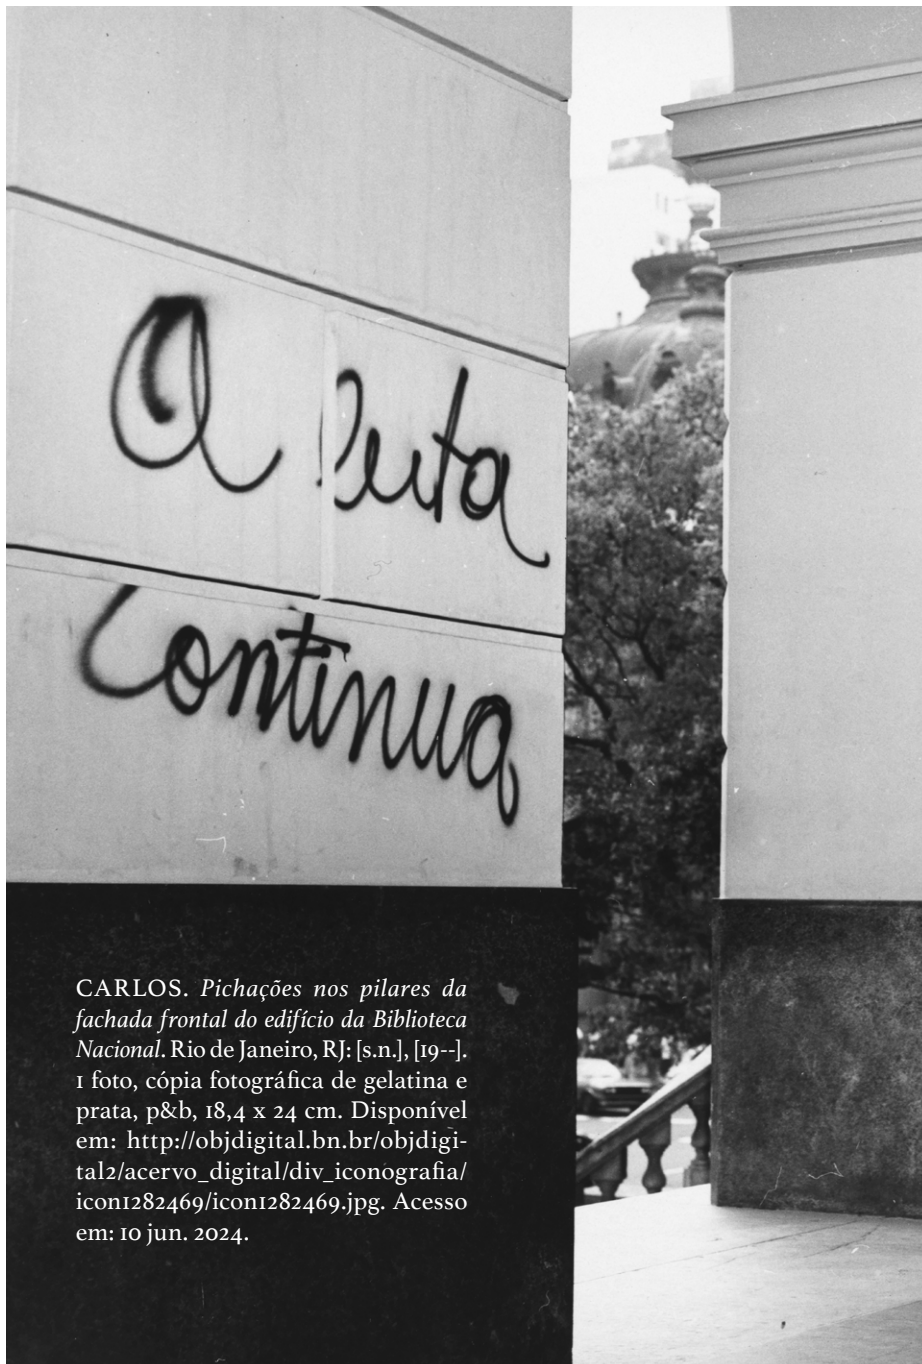 A luta
continua
CARLOS. Pichações nos pilares da
fachada frontal do edifício da Biblioteca
Nacional. Rio de Janeiro, RJ: [s.n.], [19--].
1 foto, cópia fotográfica de gelatina e
prata, p&b, 18,4 x 24 cm. Disponível
em: http://objdigital.bn.br/objdigi-
tal2/acervo_digital/div_iconografia/
icon1282469/icon1282469.jpg. Acesso
em: 10 jun. 2024.